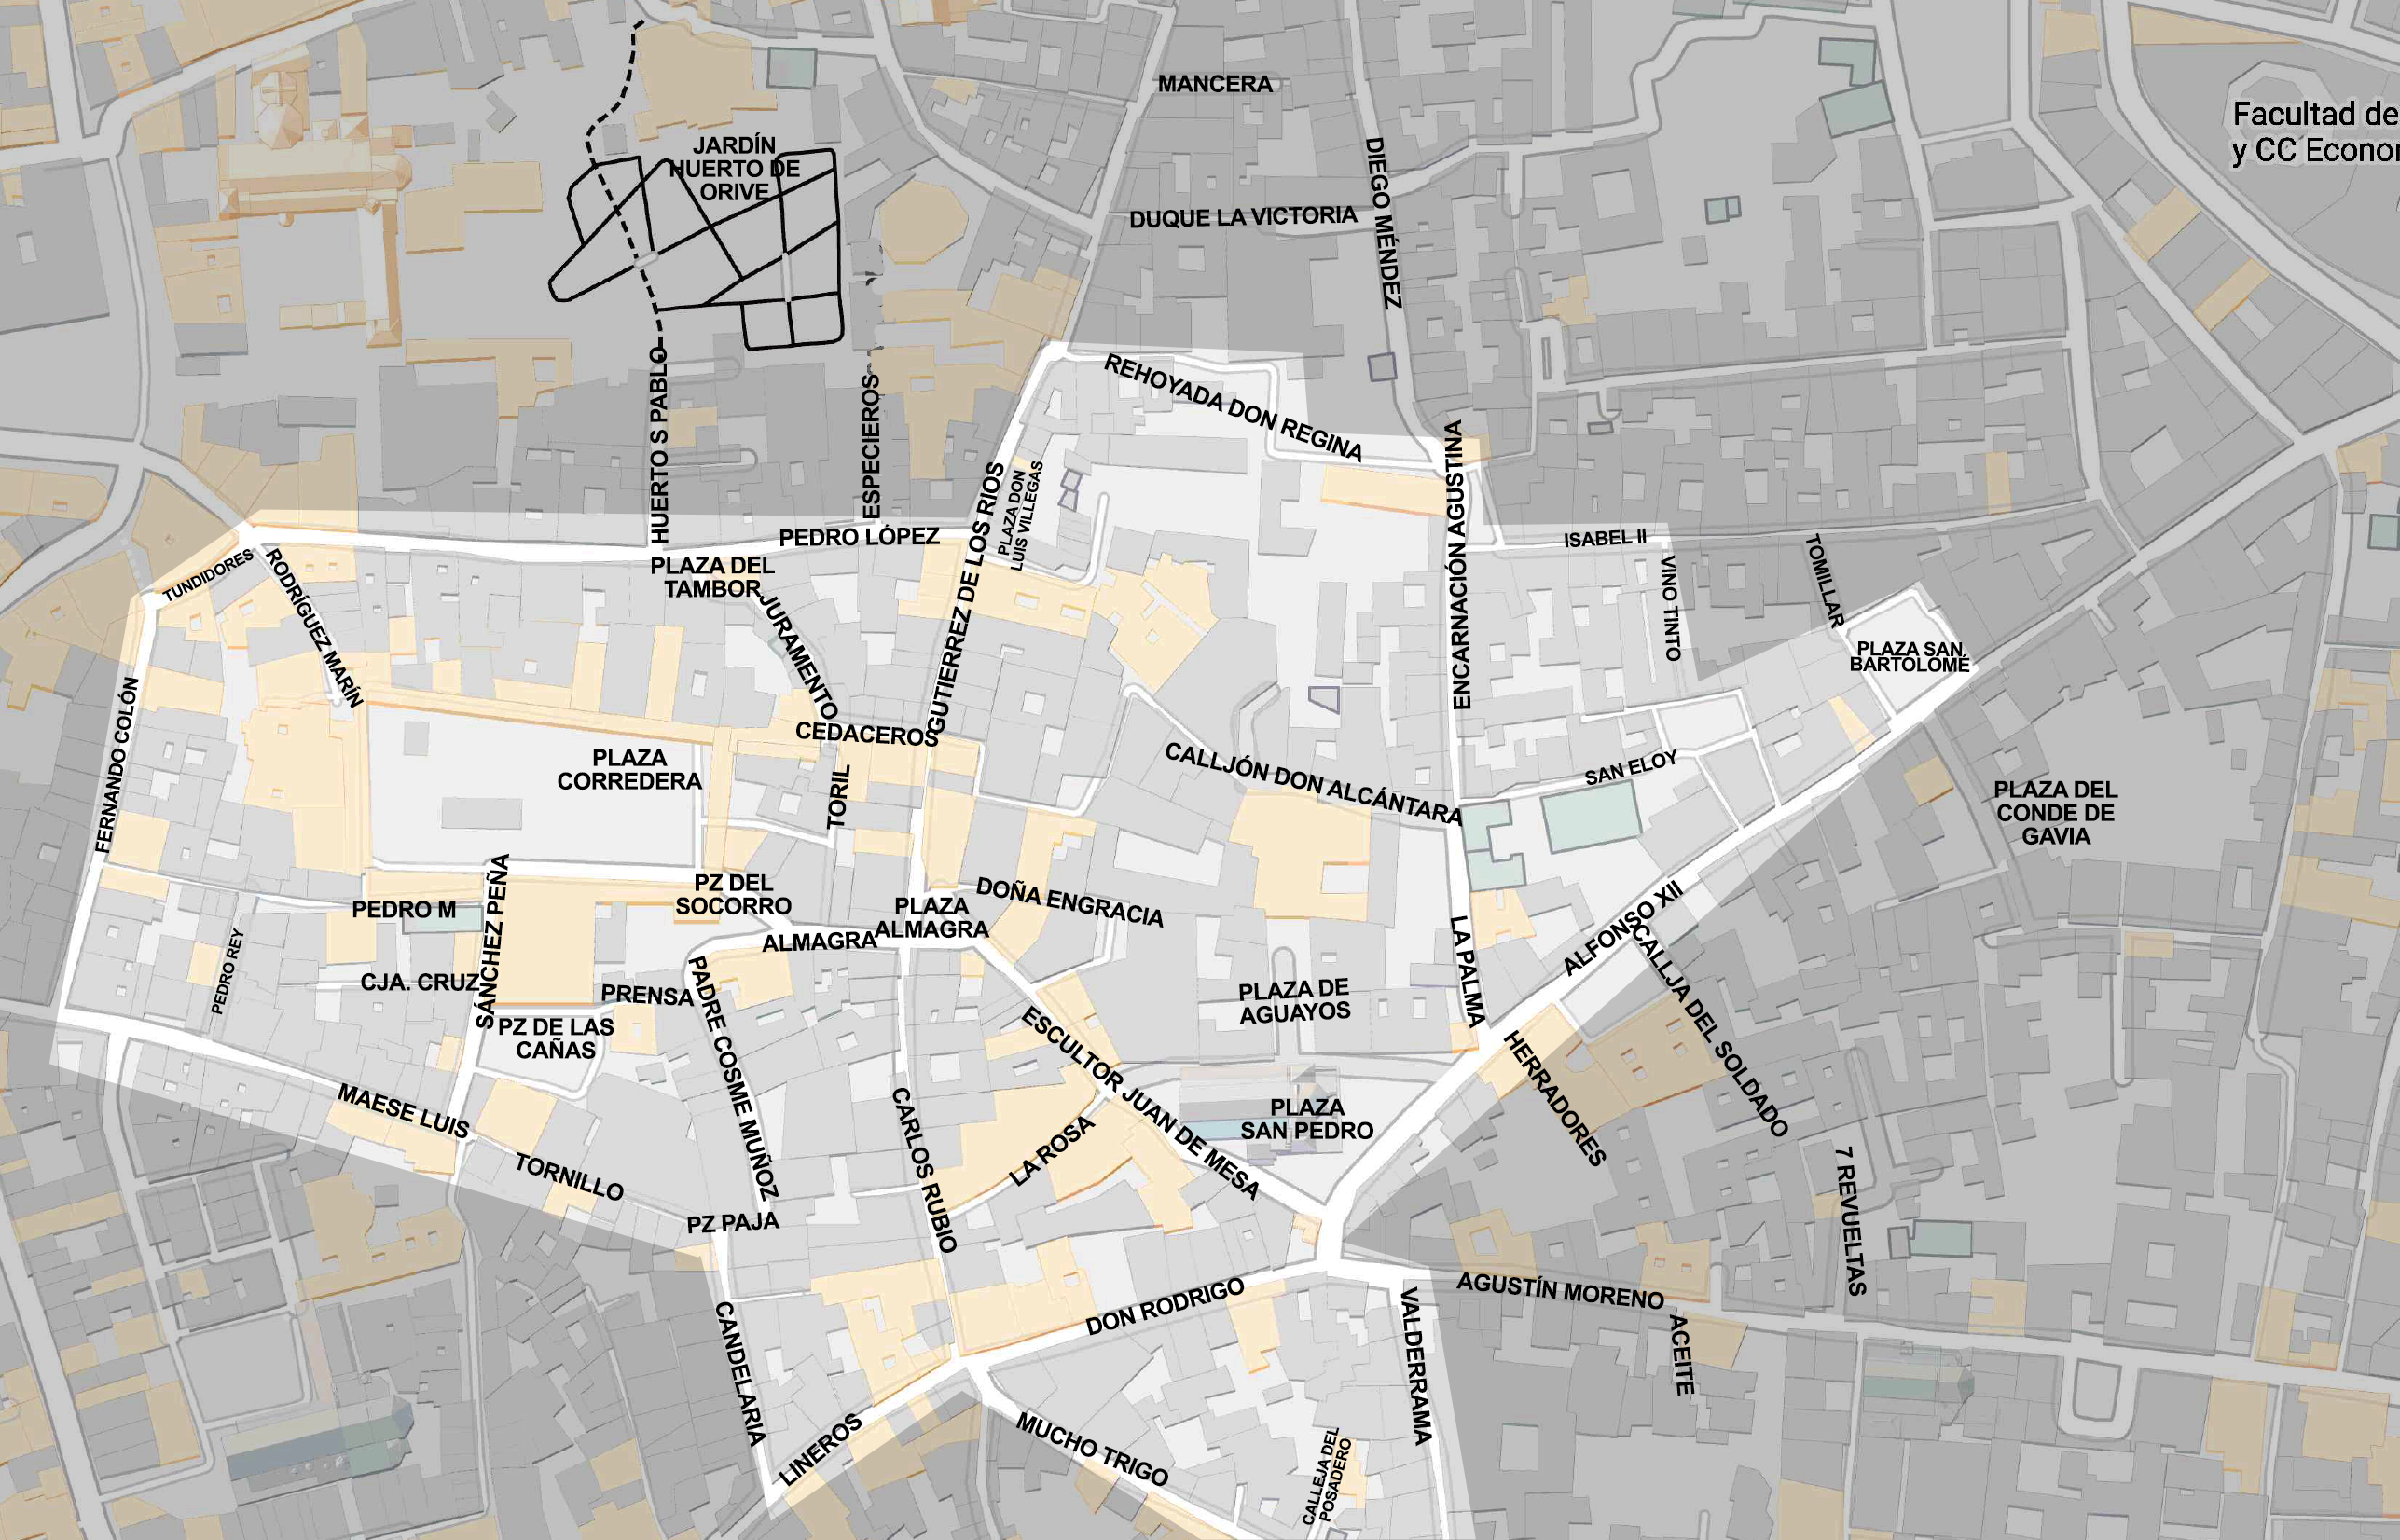 MANCERA
Facultad de
y CC Econo
JARDÍN
HUERTO DE
ORIVE
DIEGO MÉNDEZ
DUQUE LA VICTORIA
HUERTO S PABLO
ESPECIEROS
REHOYADA DON REGINA
PLAZA DON
LUIS VILLEGAS
ENCARNACIÓN AGUSTINA
PEDRO LÓPEZ
GUTIERREZ DE LOS RIOS
ISABEL II
VINO TINTO
TOMILLAR
TUNDIDORES
RODRÍGUEZ MARÍN
PLAZA DEL
TAMBOR
JURAMENTO
PLAZA SAN
BARTOLOMÉ
FERNANDO COLÓN
CEDACEROS
PLAZA
CORREDERA
TORIL
CALLJÓN DON ALCÁNTARA
SAN ELOY
PLAZA DEL
CONDE DE
GAVIA
PZ DEL
SOCORRO
PLAZA
ALMAGRA
DOÑA ENGRACIA
PEDRO M
SÁNCHEZ PEÑA
ALMAGRA
ALFONSO XII
LA PALMA
CALLJA DEL SOLDADO
PEDRO REY
CJA. CRUZ
PRENSA
PADRE COSME MUÑOZ
PLAZA DE
AGUAYOS
PZ DE LAS
CAÑAS
ESCULTOR JUAN DE MESA
HERRADORES
MAESE LUIS
CARLOS RUBIO
LA ROSA
PLAZA
SAN PEDRO
TORNILLO
7 REVUELTAS
PZ PAJA
DON RODRIGO
AGUSTÍN MORENO
CANDELARIA
VALDERRAMA
ACEITE
LINEROS
MUCHO TRIGO
CALLEJA DEL
POSADERO